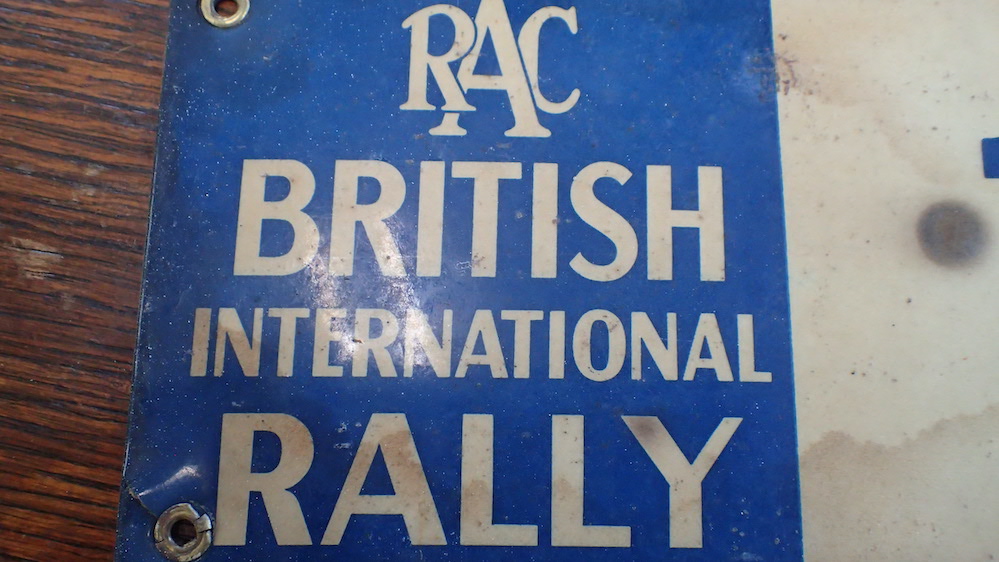 RAC
BRITISH
INTERNATIONAL
RALLY